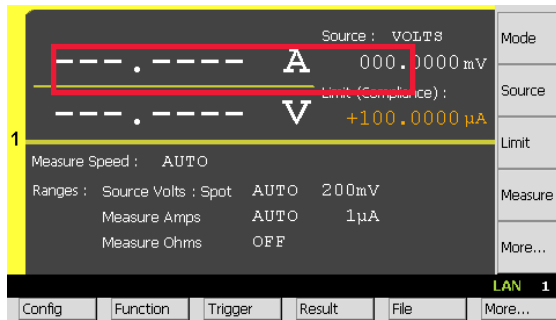 Source : VOLTS
Mode
---.---- A
000.0000 mV
Limit (Compliance) :
Source
---.---- V
+100.0000 µA
1
Limit
Measure Speed : AUTO
Ranges : Source Volts : Spot AUTO 200mV
Measure
Measure Amps AUTO 1µA
Measure Ohms OFF
More...
LAN 1
Config Function Trigger Result File More...